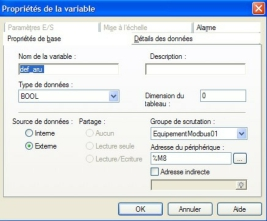 Propriétés de la variable
Paramètres E/S
Mise à l'échelle
Alarme
Propriétés de base
Détails des données
Nom de la variable :
Description :
def_aru
Type de données :
BOOL
Dimension du tableau :
0
Source de données :
Partage :
Groupe de scrutation :
Interne
Aucun
EquipementModbus01
Externe
Lecture seule
Adresse du périphérique :
Lecture/Ecriture
%M8
...
Adresse indirecte
OK
Annuler
Aide